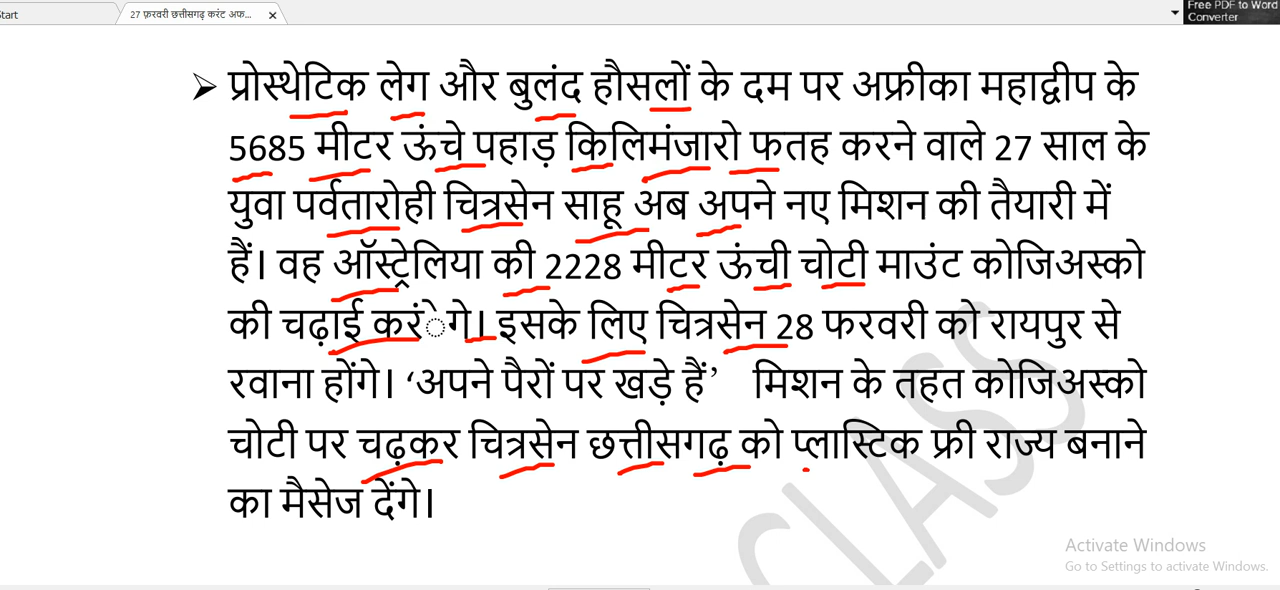 tart
27 फ़रवरी छत्तीसगढ़ करंट अफ...
Free PDF to Word
Converter
➢ प्रोस्थेटिक लेग और बुलंद हौसलों के दम पर अफ्रीका महाद्वीप के
5685 मीटर ऊंचे पहाड़ किलिमंजारो फतह करने वाले 27 साल के
युवा पर्वतारोही चित्रसेन साहू अब अपने नए मिशन की तैयारी में
हैं। वह ऑस्ट्रेलिया की 2228 मीटर ऊंची चोटी माउंट कोजिअस्को
की चढ़ाई करं◌ेगे। इसके लिए चित्रसेन 28 फरवरी को रायपुर से
रवाना होंगे। ‘अपने पैरों पर खड़े हैं’ मिशन के तहत कोजिअस्को
चोटी पर चढ़कर चित्रसेन छत्तीसगढ़ को प्लास्टिक फ्री राज्य बनाने
का मैसेज देंगे।
CLASS
Activate Windows
Go to Settings to activate Windows.